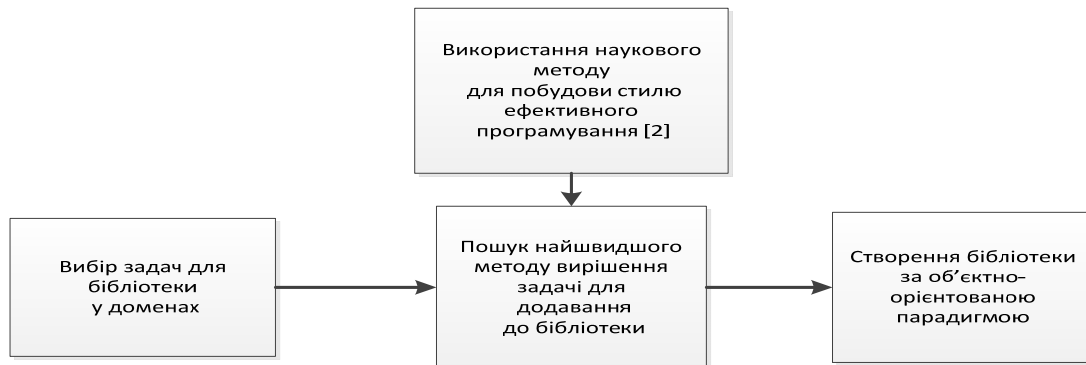 Використання наукового
методу
для побудови стилю
ефективного
програмування [2]
Вибір задач для
бібліотеки
у доменах
Пошук найшвидшого
методу вирішення
задачі для
додавання
до бібліотеки
Створення бібліотеки
за об’єктно-
орієнтованою
парадигмою